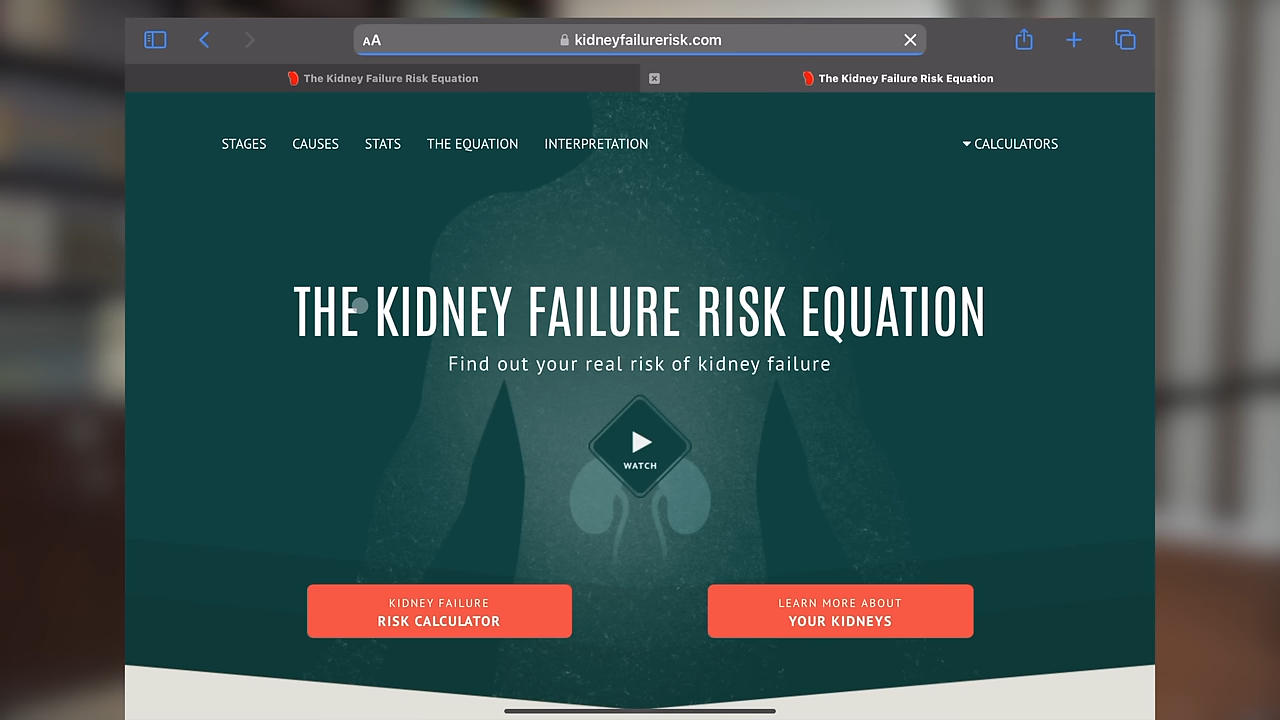 AA
kidneyfailurerisk.com
The Kidney Failure Risk Equation
The Kidney Failure Risk Equation
STAGES CAUSES STATS THE EQUATION INTERPRETATION CALCULATORS
THE KIDNEY FAILURE RISK EQUATION
Find out your real risk of kidney failure
WATCH
KIDNEY FAILURE
RISK CALCULATOR
LEARN MORE ABOUT
YOUR KIDNEYS